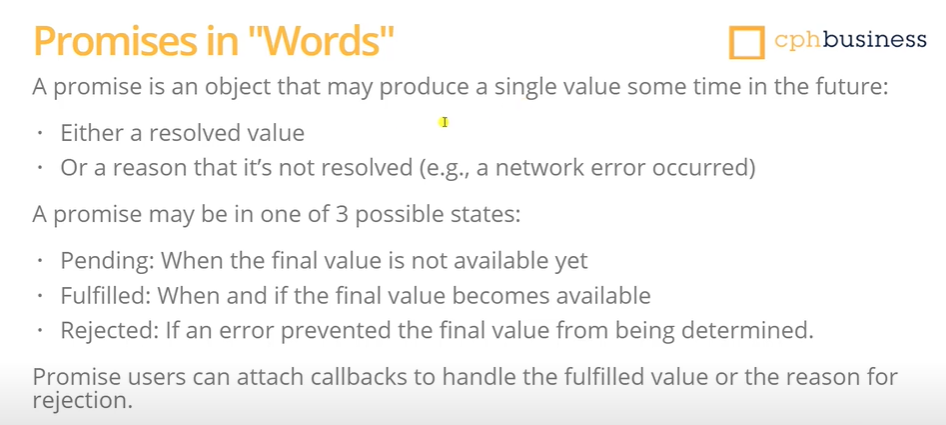 Promises in "Words"
cphbusiness
A promise is an object that may produce a single value some time in the future:
· Either a resolved value
· Or a reason that it’s not resolved (e.g., a network error occurred)
A promise may be in one of 3 possible states:
· Pending: When the final value is not available yet
· Fulfilled: When and if the final value becomes available
· Rejected: If an error prevented the final value from being determined.
Promise users can attach callbacks to handle the fulfilled value or the reason for
rejection.